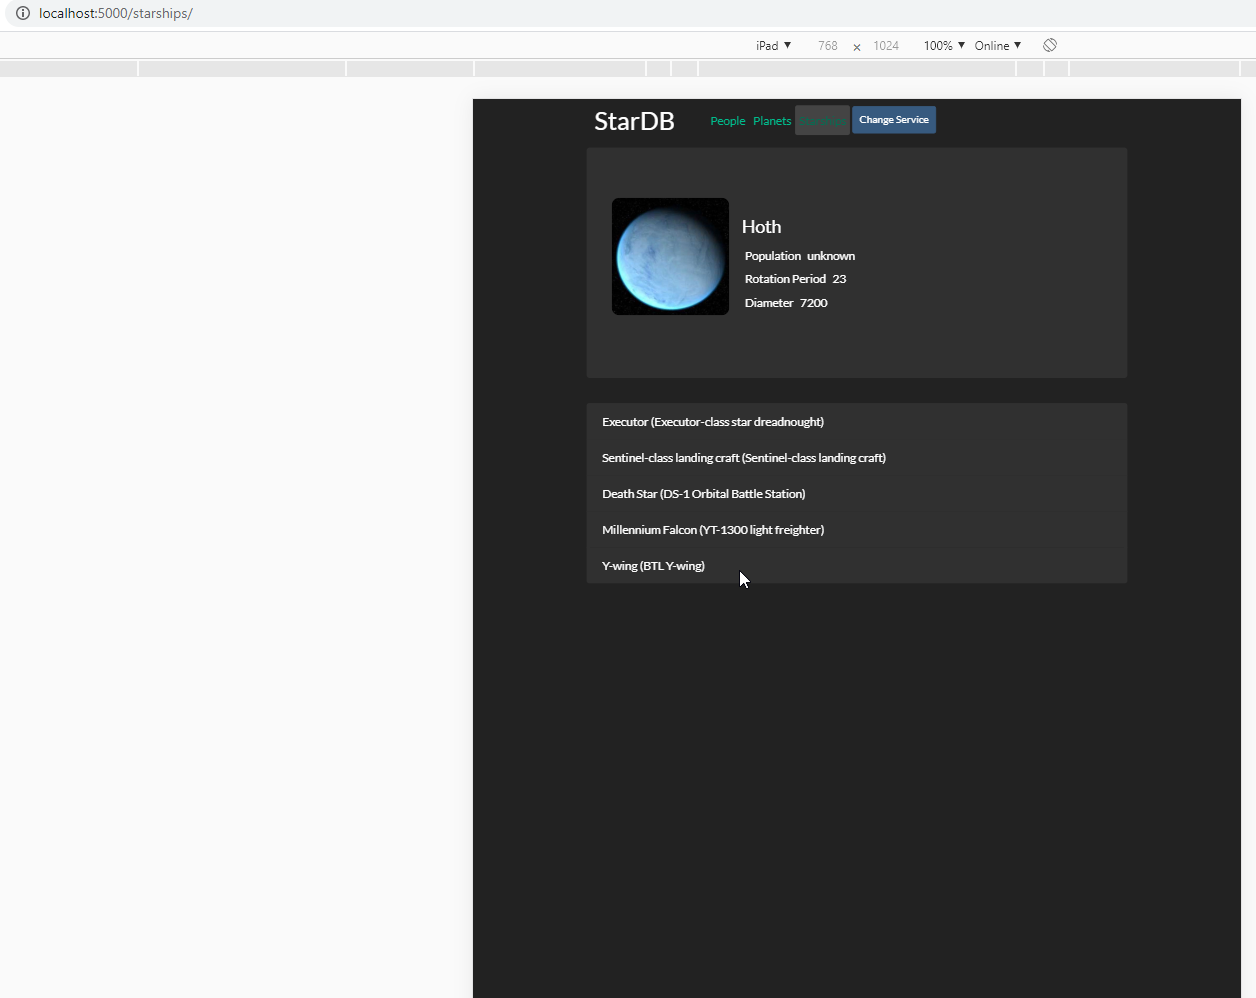 localhost:5000/starships/
iPad ▼ 768 × 1024 100% ▼ Online ▼
StarDB People Planets Starships Change Service
Hoth
Population unknown
Rotation Period 23
Diameter 7200
Executor (Executor-class star dreadnought)
Sentinel-class landing craft (Sentinel-class landing craft)
Death Star (DS-1 Orbital Battle Station)
Millennium Falcon (YT-1300 light freighter)
Y-wing (BTL Y-wing)